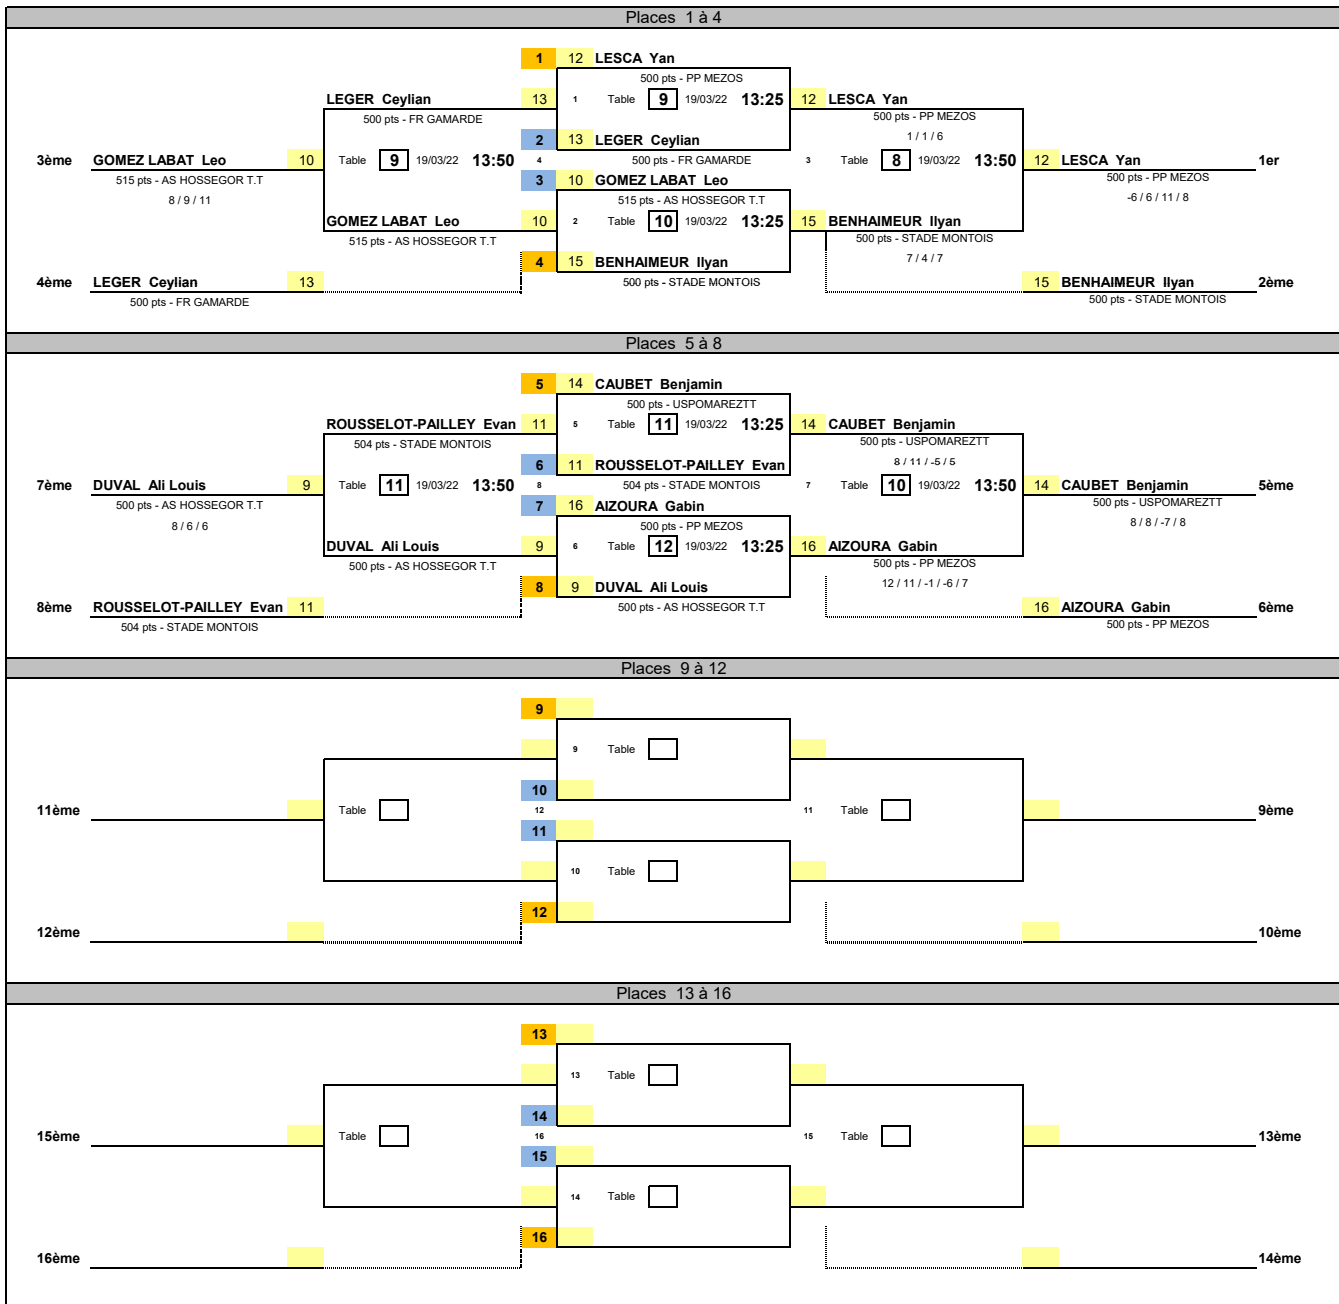 Places 1 à 4
1 12 LESCA Yan
500 pts - PP MEZOS
LEGER Ceylian 13 1 Table 9 19/03/22 13:25 12 LESCA Yan
500 pts - FR GAMARDE 500 pts - PP MEZOS
2 13 LEGER Ceylian 1 / 1 / 6
3ème GOMEZ LABAT Leo 10 Table 9 19/03/22 13:50 4 500 pts - FR GAMARDE 3 Table 8 19/03/22 13:50 12 LESCA Yan 1er
515 pts - AS HOSSEGOR T.T 3 10 GOMEZ LABAT Leo 500 pts - PP MEZOS
8 / 9 / 11 515 pts - AS HOSSEGOR T.T -6 / 6 / 11 / 8
GOMEZ LABAT Leo 10 2 Table 10 19/03/22 13:25 15 BENHAIMEUR Ilyan
515 pts - AS HOSSEGOR T.T 500 pts - STADE MONTOIS
4 15 BENHAIMEUR Ilyan 7 / 4 / 7
4ème LEGER Ceylian 13 500 pts - STADE MONTOIS 15 BENHAIMEUR Ilyan 2ème
500 pts - FR GAMARDE 500 pts - STADE MONTOIS
Places 5 à 8
5 14 CAUBET Benjamin
500 pts - USPOMAREZTT
ROUSSELOT-PAILLEY Evan 11 5 Table 11 19/03/22 13:25 14 CAUBET Benjamin
504 pts - STADE MONTOIS 500 pts - USPOMAREZTT
6 11 ROUSSELOT-PAILLEY Evan 8 / 11 / -5 / 5
7ème DUVAL Ali Louis 9 Table 11 19/03/22 13:50 8 504 pts - STADE MONTOIS 7 Table 10 19/03/22 13:50 14 CAUBET Benjamin 5ème
500 pts - AS HOSSEGOR T.T 7 16 AIZOURA Gabin 500 pts - USPOMAREZTT
8 / 6 / 6 500 pts - PP MEZOS 8 / 8 / -7 / 8
DUVAL Ali Louis 9 6 Table 12 19/03/22 13:25 16 AIZOURA Gabin
500 pts - AS HOSSEGOR T.T 500 pts - PP MEZOS
8 9 DUVAL Ali Louis 12 / 11 / -1 / -6 / 7
8ème ROUSSELOT-PAILLEY Evan 11 500 pts - AS HOSSEGOR T.T 16 AIZOURA Gabin 6ème
504 pts - STADE MONTOIS 500 pts - PP MEZOS
Places 9 à 12
9
9 Table
10
11ème Table 12 11 Table 9ème
11
10 Table
12
12ème 10ème
Places 13 à 16
13
13 Table
14
15ème Table 16 15 Table 13ème
15
14 Table
16
16ème 14ème